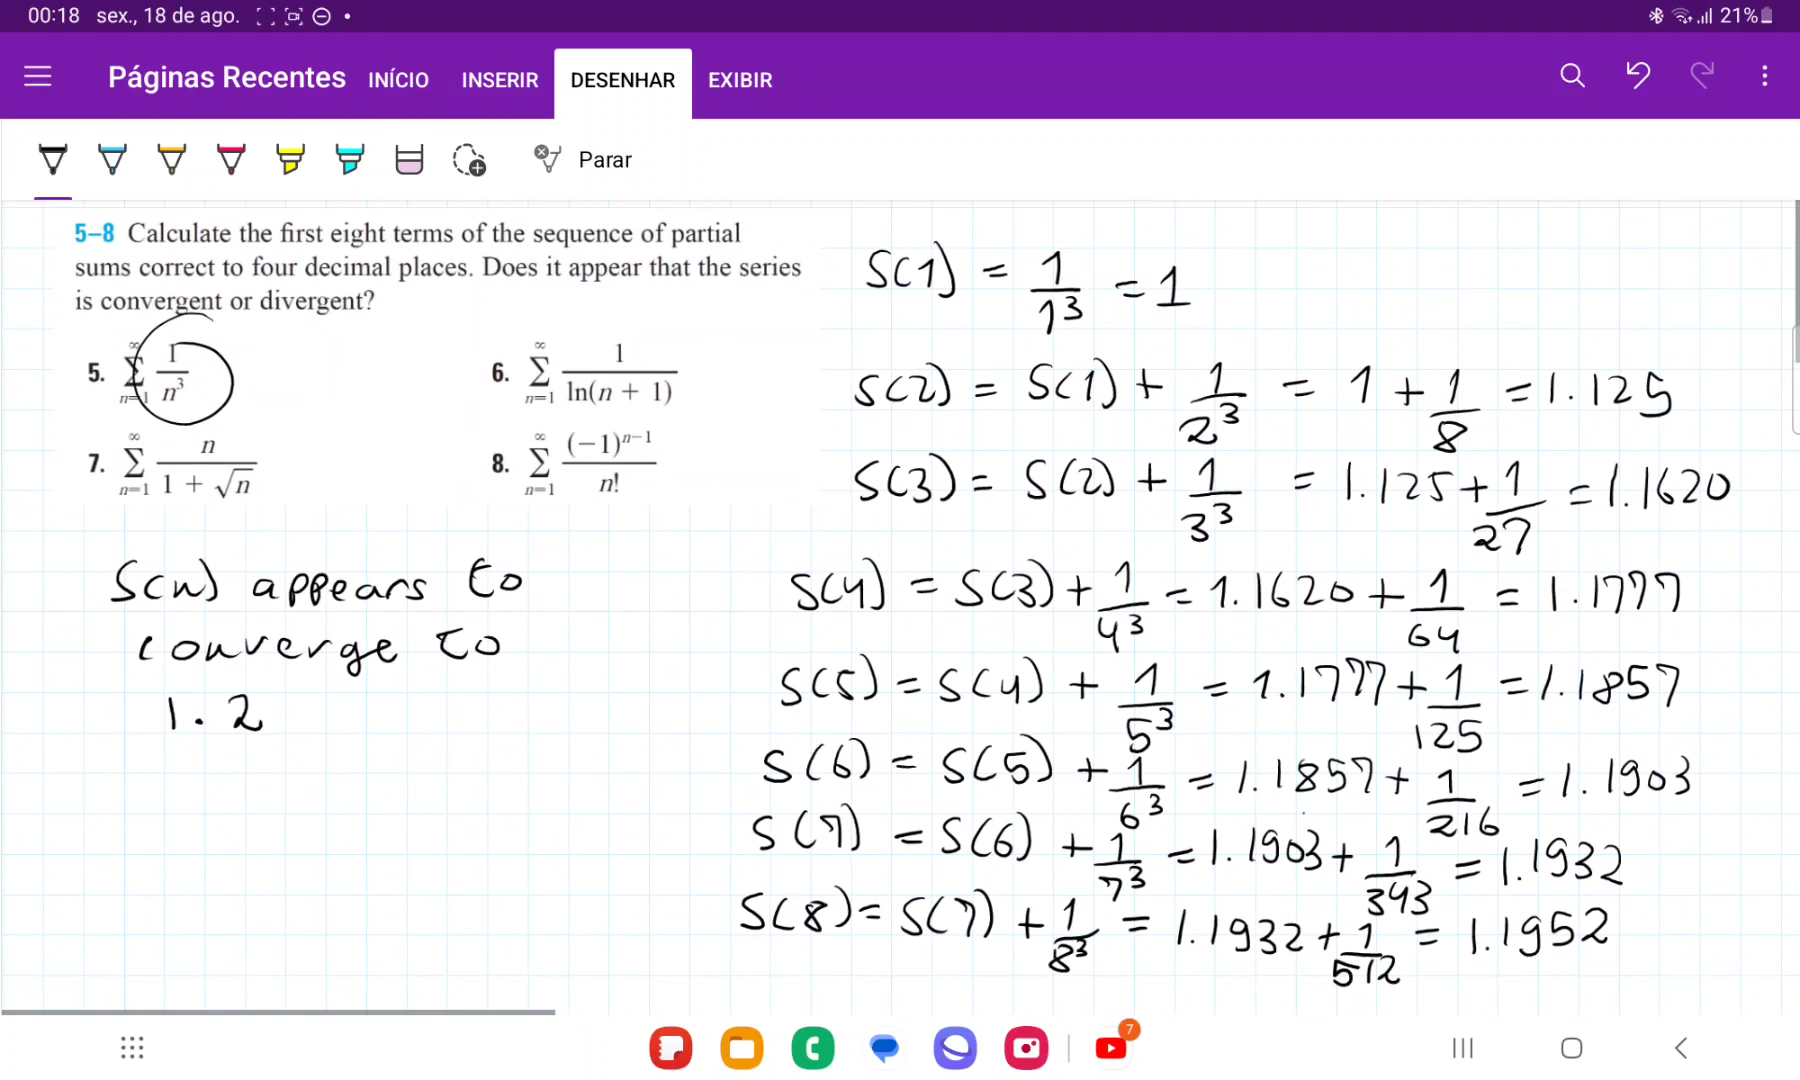 00:18 sex., 18 de ago.
21%
Páginas Recentes INÍCIO INSERIR DESENHAR EXIBIR
Parar
5–8 Calculate the first eight terms of the sequence of partial
sums correct to four decimal places. Does it appear that the series
is convergent or divergent?
5. ∑_{n=1}^{∞} 1/n³
6. ∑_{n=1}^{∞} 1/ln(n + 1)
7. ∑_{n=1}^{∞} n/(1 + √n)
8. ∑_{n=1}^{∞} (−1)^{n−1}/n!
S(n) appears to
converge to
1.2
S(1) = 1/1³ = 1
S(2) = S(1) + 1/2³ = 1 + 1/8 = 1.125
S(3) = S(2) + 1/3³ = 1.125 + 1/27 = 1.1620
S(4) = S(3) + 1/4³ = 1.1620 + 1/64 = 1.1777
S(5) = S(4) + 1/5³ = 1.1777 + 1/125 = 1.1857
S(6) = S(5) + 1/6³ = 1.1857 + 1/216 = 1.1903
S(7) = S(6) + 1/7³ = 1.1903 + 1/343 = 1.1932
S(8) = S(7) + 1/8³ = 1.1932 + 1/512 = 1.1952
7